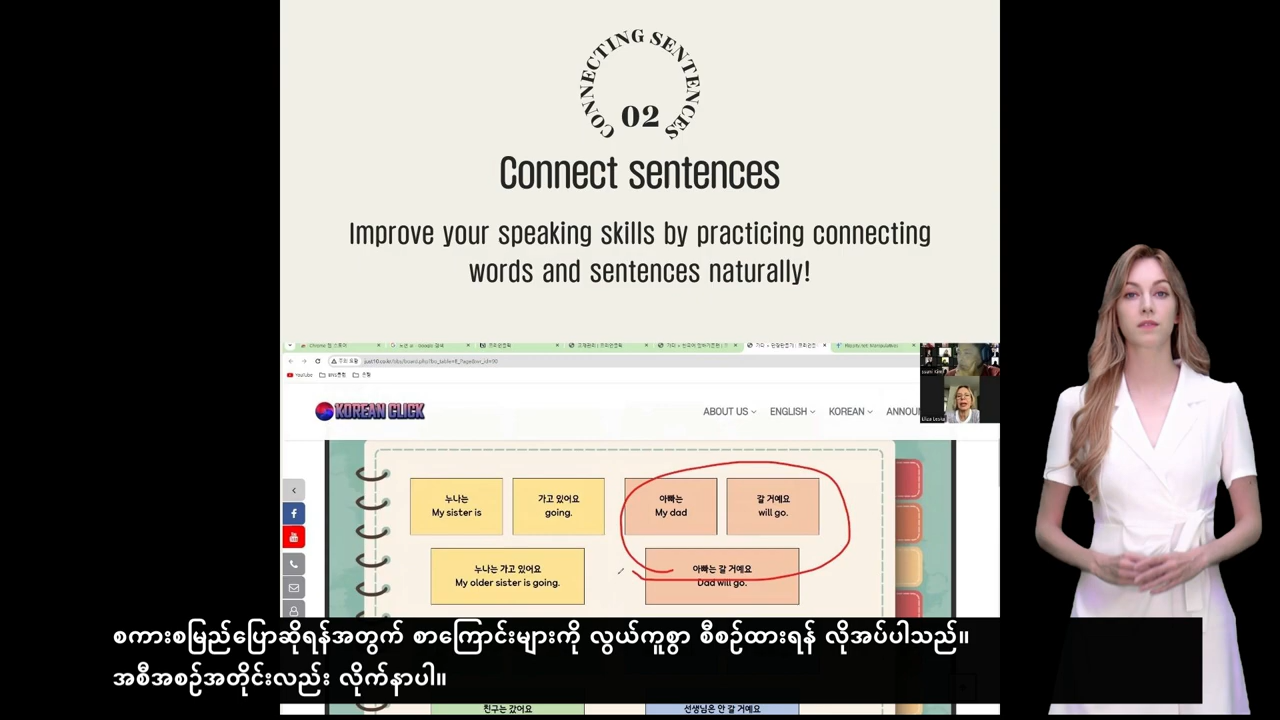 CONNECTING SENTENCES
02
Connect sentences
Improve your speaking skills by practicing connecting
words and sentences naturally!
YouTube
KOREAN CLICK
ABOUT US
ENGLISH
KOREAN
ANNOU
누나는
My sister is
가고 있어요
going.
아빠는
My dad
갈 거예요
will go.
누나는 가고 있어요
My older sister is going.
아빠는 갈 거예요
Dad will go.
စကားစမြည်ပြောဆိုရန်အတွက် စာကြောင်းများကို လွယ်ကူစွာ စီစဉ်ထားရန် လိုအပ်ပါသည်။
အစီအစဉ်အတိုင်းလည်း လိုက်နာပါ။
친구는 갔어요
선생님은 안 갈 거예요